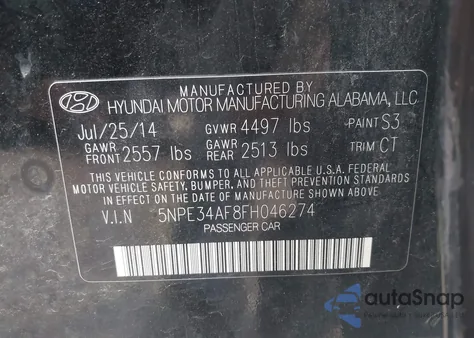 MANUFACTURED BY
HYUNDAI MOTOR MANUFACTURING ALABAMA, LLC
Jul/25/14 GVWR 4497 lbs PAINT S3
GAWR FRONT 2557 lbs GAWR REAR 2513 lbs TRIM CT
THIS VEHICLE CONFORMS TO ALL APPLICABLE U.S.A. FEDERAL
MOTOR VEHICLE SAFETY, BUMPER, AND THEFT PREVENTION STANDARDS
IN EFFECT ON THE DATE OF MANUFACTURE SHOWN ABOVE.
V.I.N 5NPE34AF8FH046274
PASSENGER CAR
autoSnap